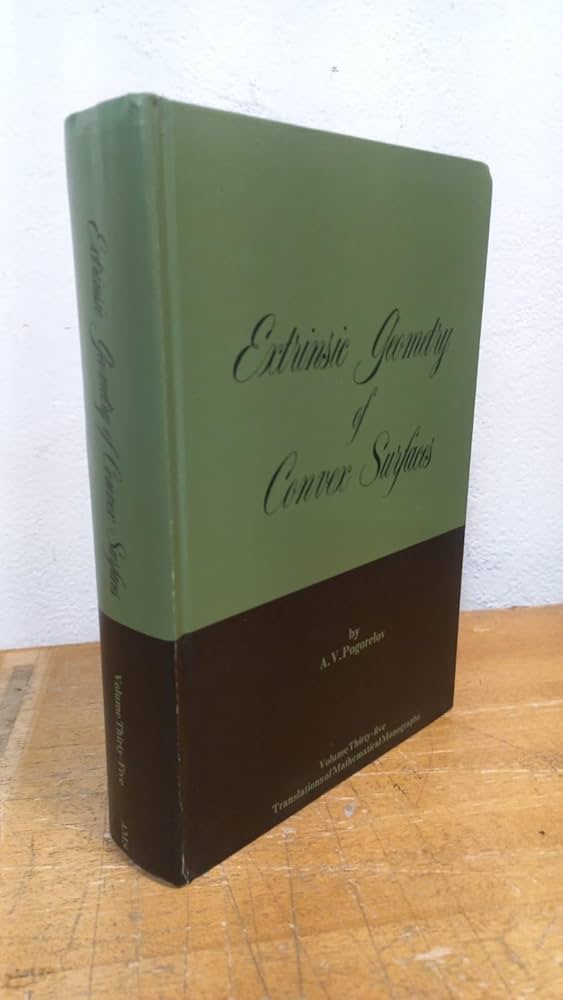 Extrinsic Geometry of Convex Surfaces
Volume Thirty-Five
AMS
Extrinsic Geometry
of
Convex Surfaces
by
A.V.Pogorelov
Volume Thirty-five
Translations of Mathematical Monographs